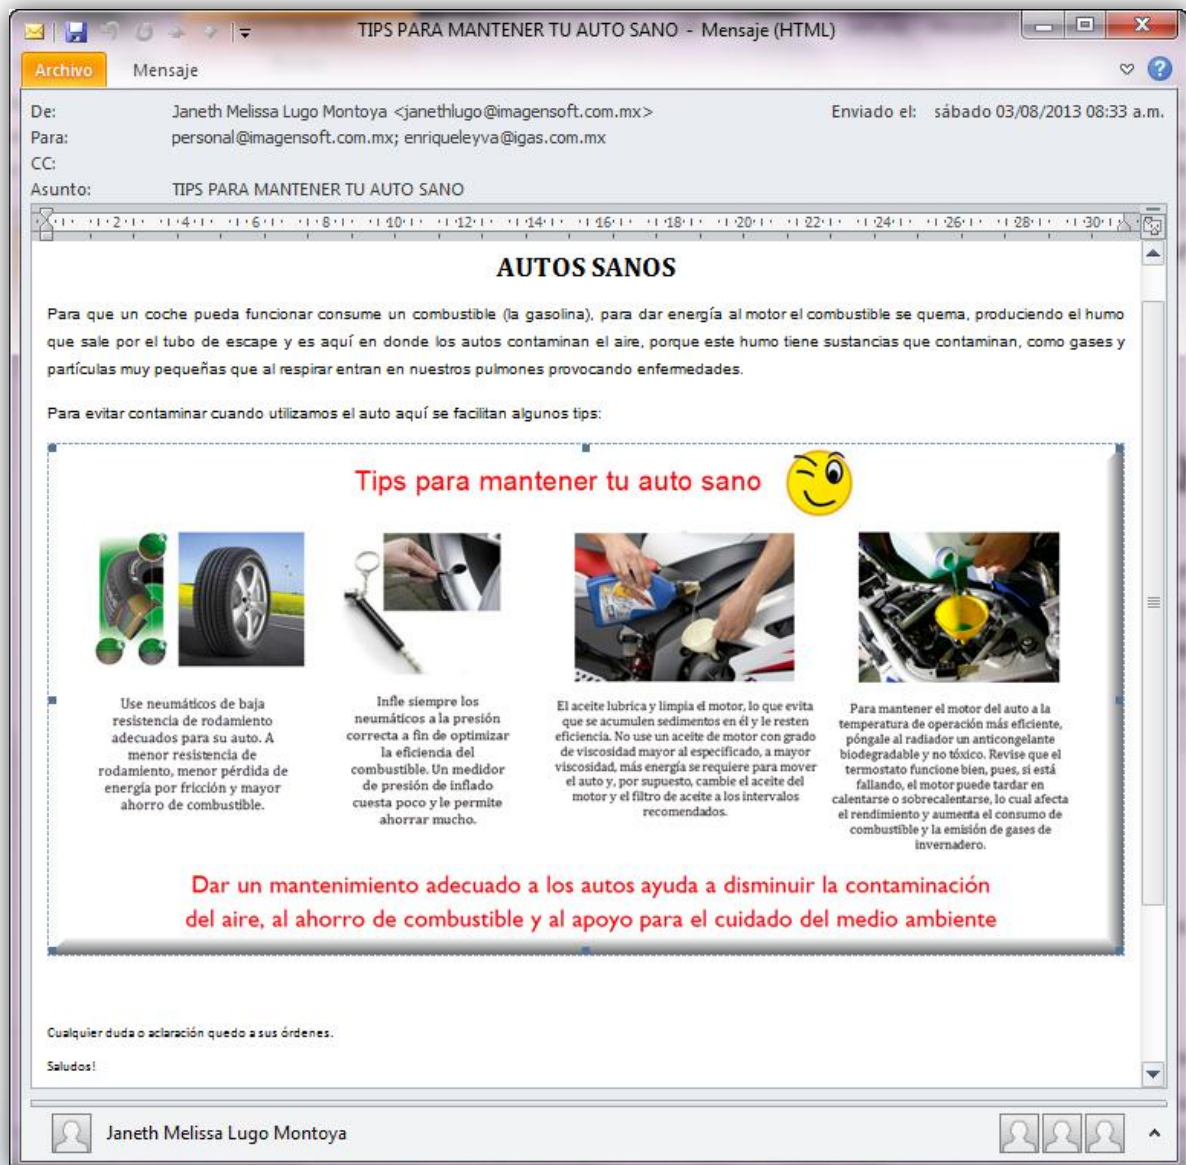 TIPS PARA MANTENER TU AUTO SANO - Mensaje (HTML)
Archivo Mensaje
De: Janeth Melissa Lugo Montoya <janethlugo@imagensoft.com.mx> Enviado el: sábado 03/08/2013 08:33 a.m.
Para: personal@imagensoft.com.mx; enriqueleyva@igas.com.mx
CC:
Asunto: TIPS PARA MANTENER TU AUTO SANO
2 4 6 8 10 12 14 16 18 20 22 24 26 28 30
AUTOS SANOS
Para que un coche pueda funcionar consume un combustible (la gasolina), para dar energía al motor el combustible se quema, produciendo el humo
que sale por el tubo de escape y es aquí en donde los autos contaminan el aire, porque este humo tiene sustancias que contaminan, como gases y
partículas muy pequeñas que al respirar entran en nuestros pulmones provocando enfermedades.
Para evitar contaminar cuando utilizamos el auto aquí se facilitan algunos tips:
Tips para mantener tu auto sano
Use neumáticos de baja
resistencia de rodamiento
adecuados para su auto. A
menor resistencia de
rodamiento, menor pérdida de
energía por fricción y mayor
ahorro de combustible.
Infle siempre los
neumáticos a la presión
correcta a fin de optimizar
la eficiencia del
combustible. Un medidor
de presión de inflado
cuesta poco y le permite
ahorrar mucho.
El aceite lubrica y limpia el motor, lo que evita
que se acumulen sedimentos en él y le resten
eficiencia. No use un aceite de motor con grado
de viscosidad mayor al especificado, a mayor
viscosidad, más energía se requiere para mover
el auto y, por supuesto, cambie el aceite del
motor y el filtro de aceite a los intervalos
recomendados.
Para mantener el motor del auto a la
temperatura de operación más eficiente,
póngale al radiador un anticongelante
biodegradable y no tóxico. Revise que el
termostato funcione bien, pues, si está
fallando, el motor puede tardar en
calentarse o sobrecalentarse, lo cual afecta
el rendimiento y aumenta el consumo de
combustible y la emisión de gases de
invernadero.
Dar un mantenimiento adecuado a los autos ayuda a disminuir la contaminación
del aire, al ahorro de combustible y al apoyo para el cuidado del medio ambiente
Cualquier duda o aclaración quedo a sus órdenes.
Saludos!
Janeth Melissa Lugo Montoya